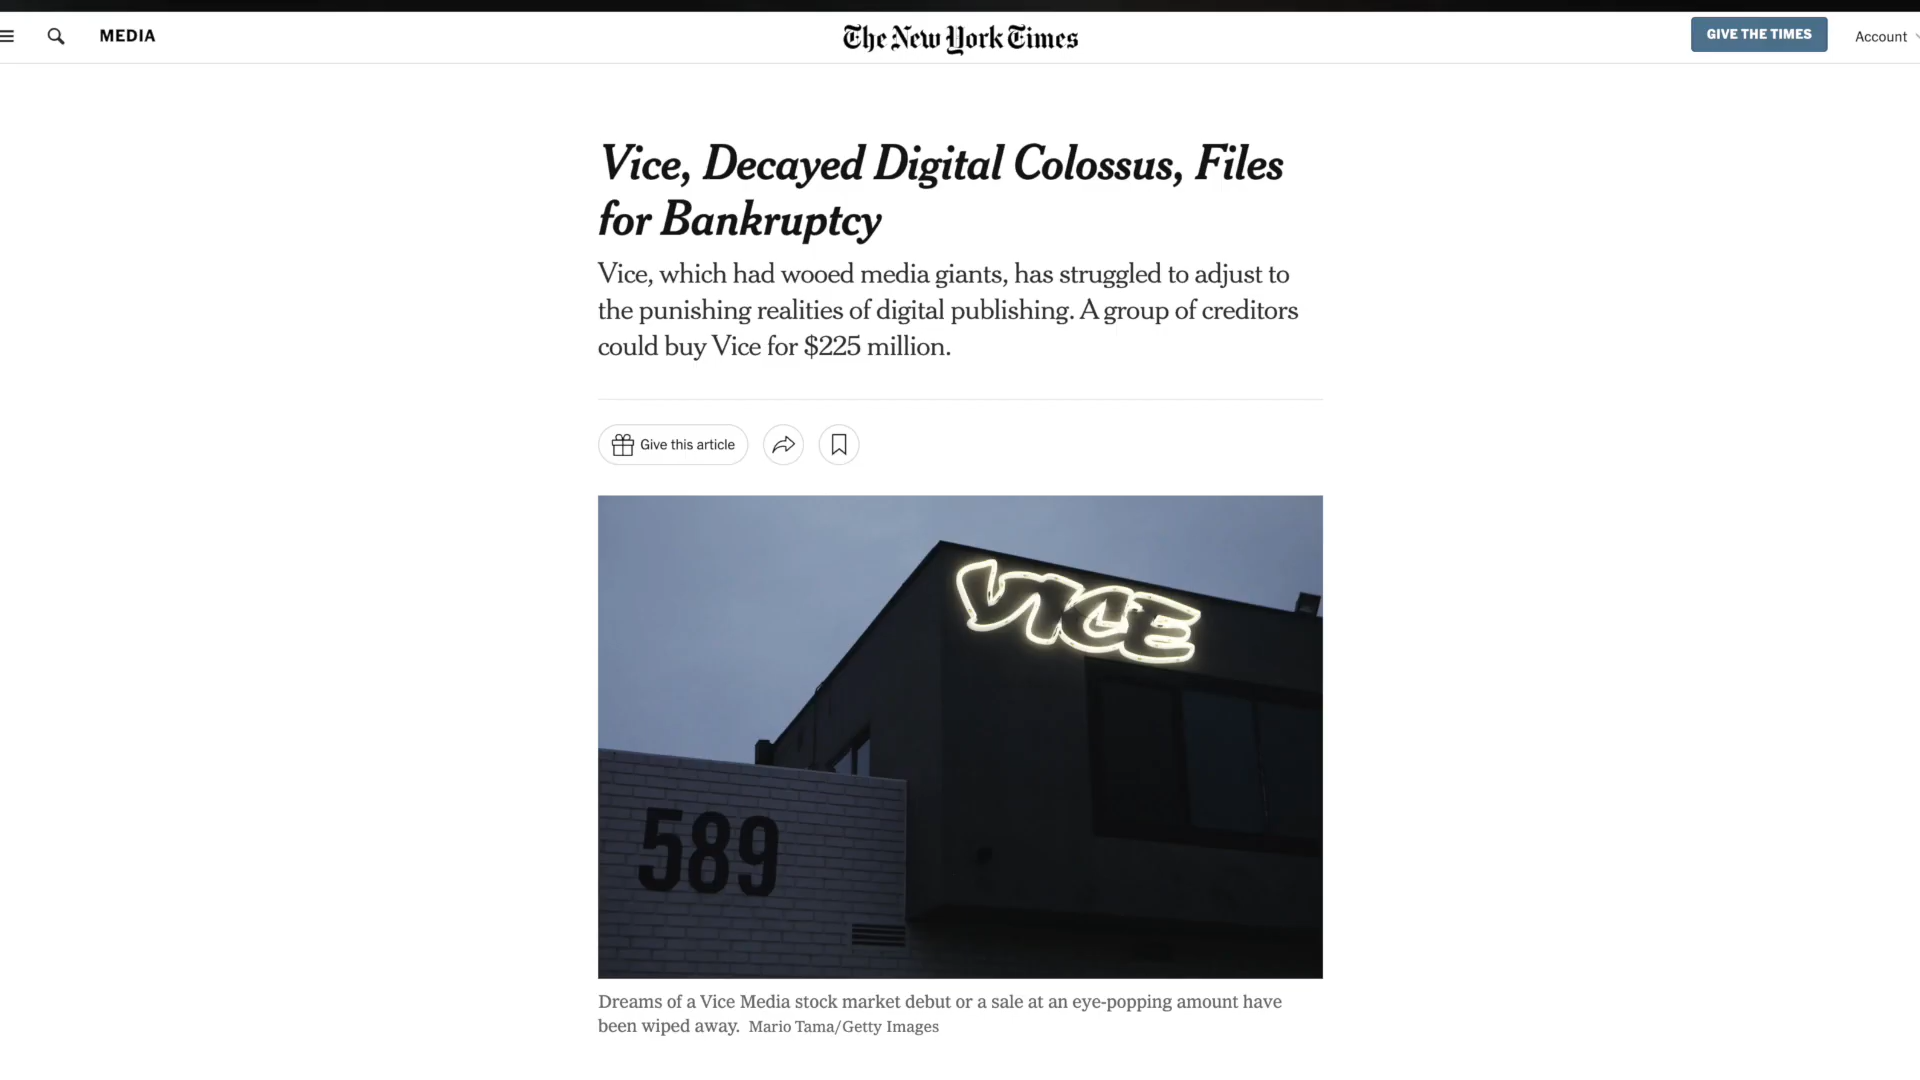 MEDIA
The New York Times
GIVE THE TIMES
Account
Vice, Decayed Digital Colossus, Files
for Bankruptcy
Vice, which had wooed media giants, has struggled to adjust to
the punishing realities of digital publishing. A group of creditors
could buy Vice for $225 million.
Give this article
VICE
589
Dreams of a Vice Media stock market debut or a sale at an eye-popping amount have
been wiped away. Mario Tama/Getty Images